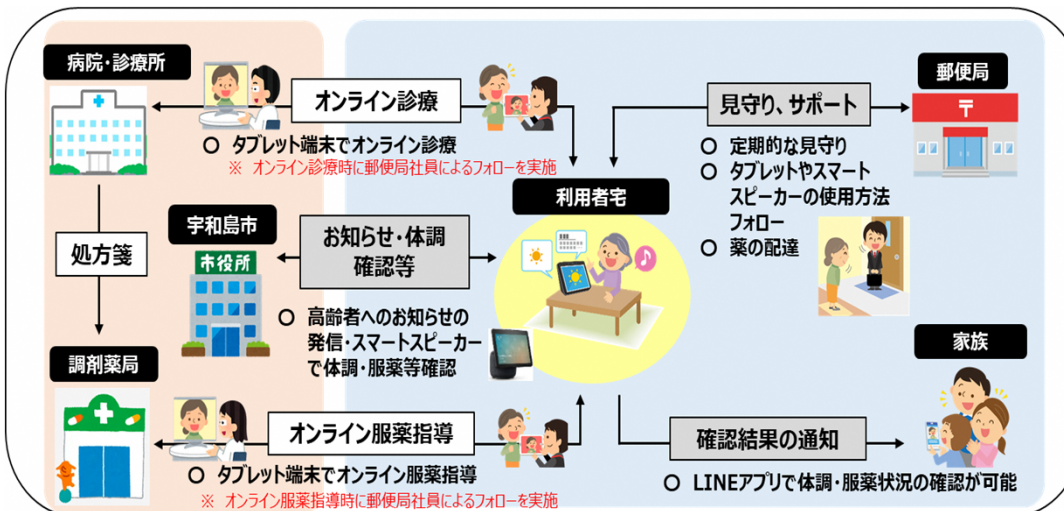 病院・診療所
オンライン診療
○ タブレット端末でオンライン診療
※ オンライン診療時に郵便局社員によるフォローを実施
見守り、サポート
○ 定期的な見守り
○ タブレットやスマート
スピーカーの使用方法
フォロー
○ 薬の配達
郵便局
〒
処方箋
宇和島市
市役所
お知らせ・体調
確認等
○ 高齢者へのお知らせの
発信・スマートスピーカー
で体調・服薬等確認
利用者宅
調剤薬局
オンライン服薬指導
○ タブレット端末でオンライン服薬指導
※ オンライン服薬指導時に郵便局社員によるフォローを実施
家族
確認結果の通知
○ LINEアプリで体調・服薬状況の確認が可能